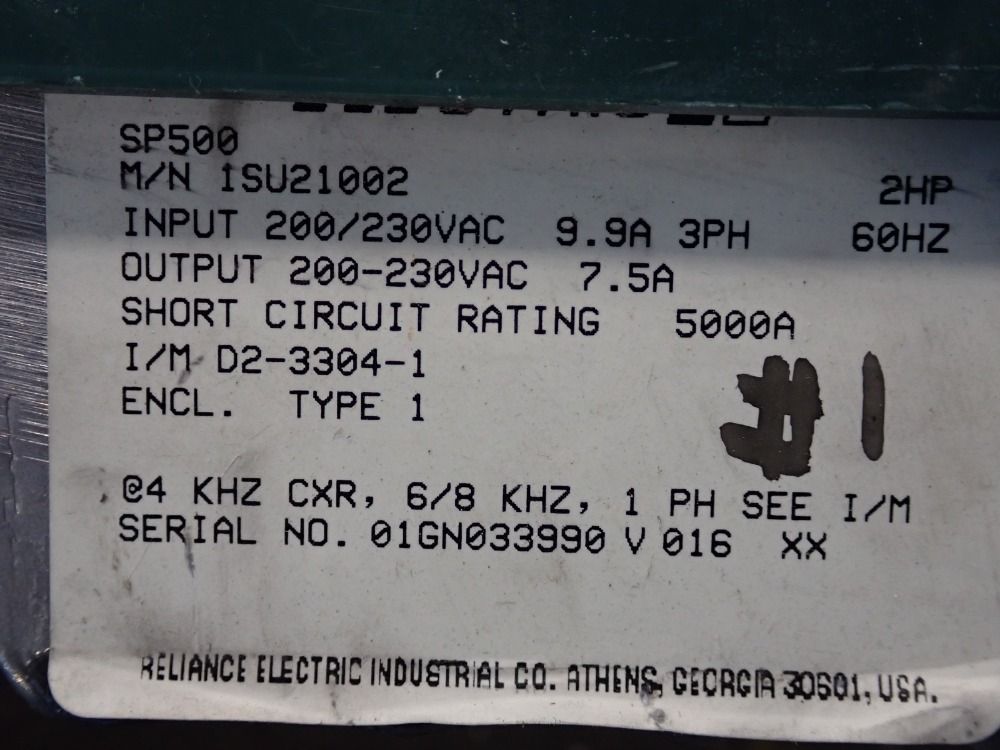 SP500
M/N 1SU21002 2HP
INPUT 200/230VAC 9.9A 3PH 60HZ
OUTPUT 200-230VAC 7.5A
SHORT CIRCUIT RATING 5000A
I/M D2-3304-1
ENCL. TYPE 1
#1
@4 KHZ CXR, 6/8 KHZ, 1 PH SEE I/M
SERIAL NO. 01GN033990 V 016 XX
RELIANCE ELECTRIC INDUSTRIAL CO. ATHENS, GEORGIA 30601, USA.